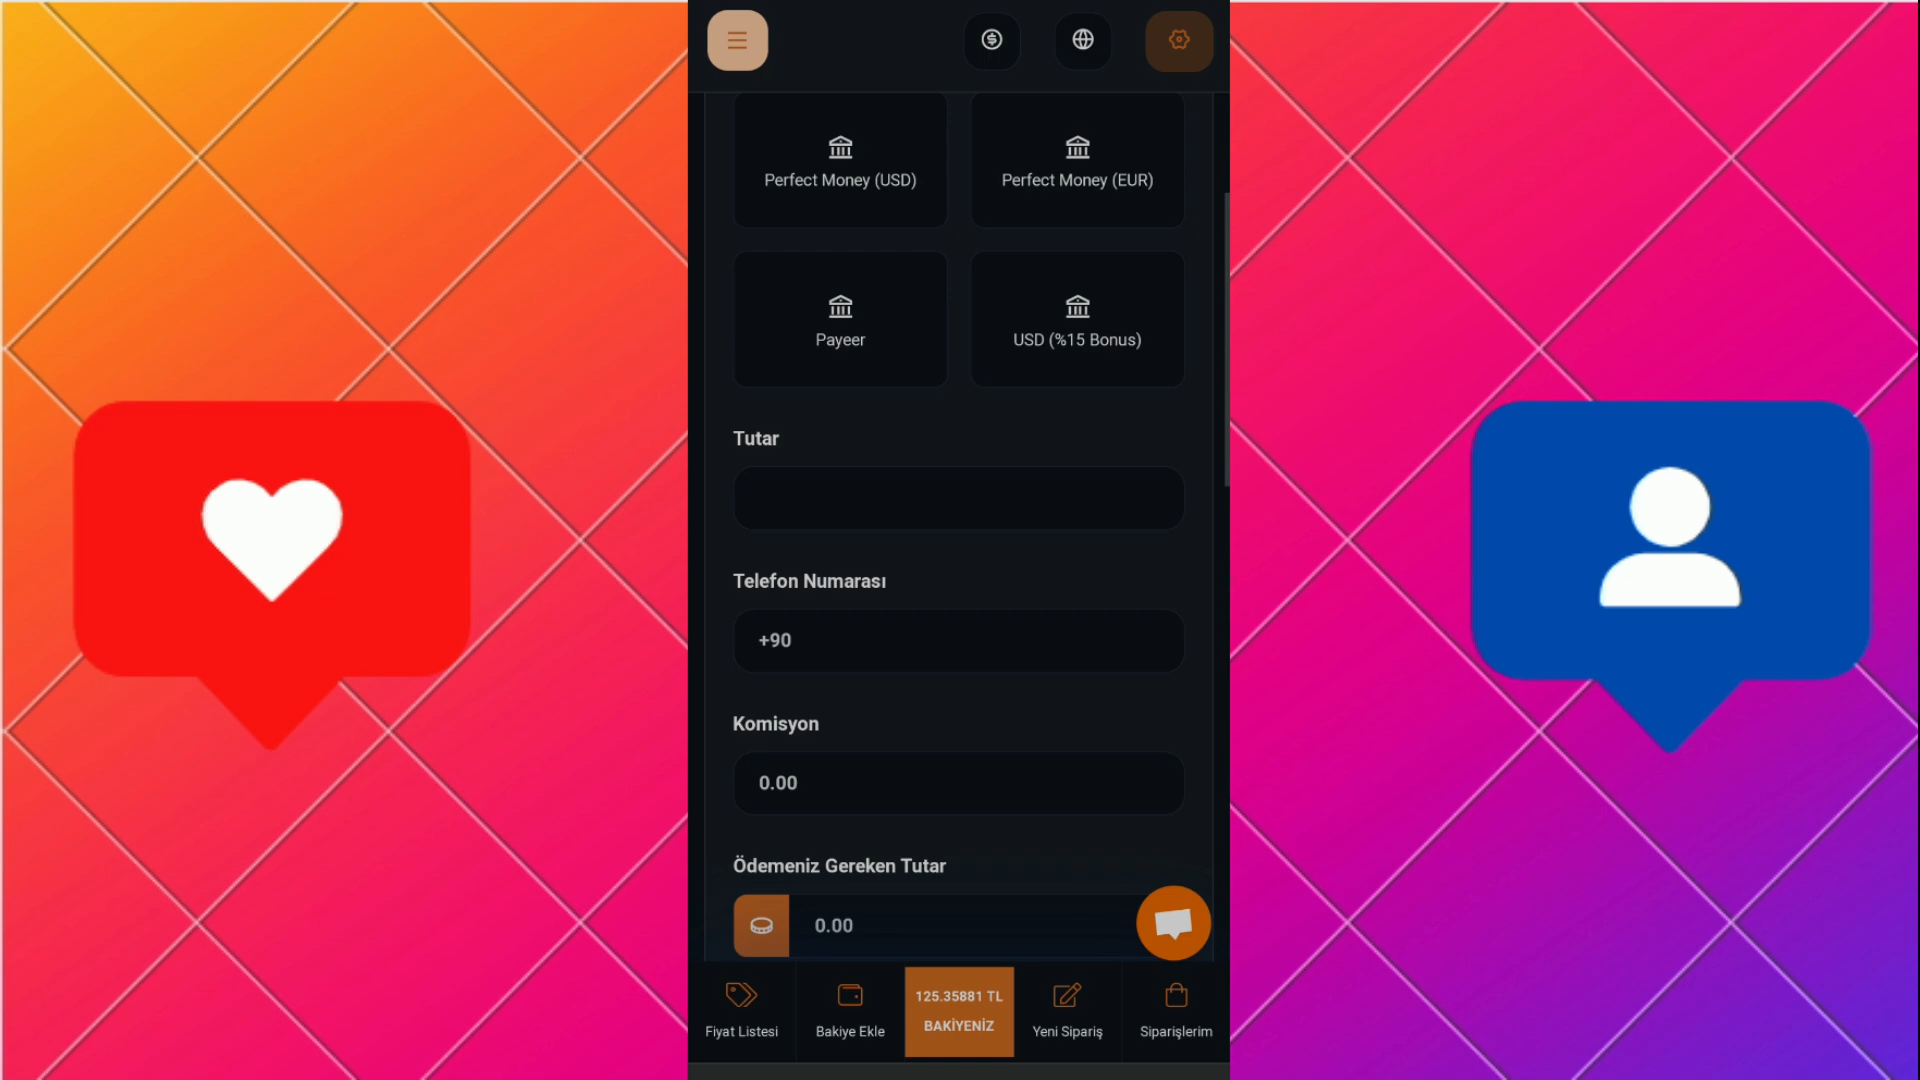 Perfect Money (USD)
Perfect Money (EUR)
Payeer
USD (%15 Bonus)
Tutar
Telefon Numarası
+90
Komisyon
0.00
Ödemeniz Gereken Tutar
0.00
Fiyat Listesi
Bakiye Ekle
125.35881 TL
BAKİYENİZ
Yeni Sipariş
Siparişlerim